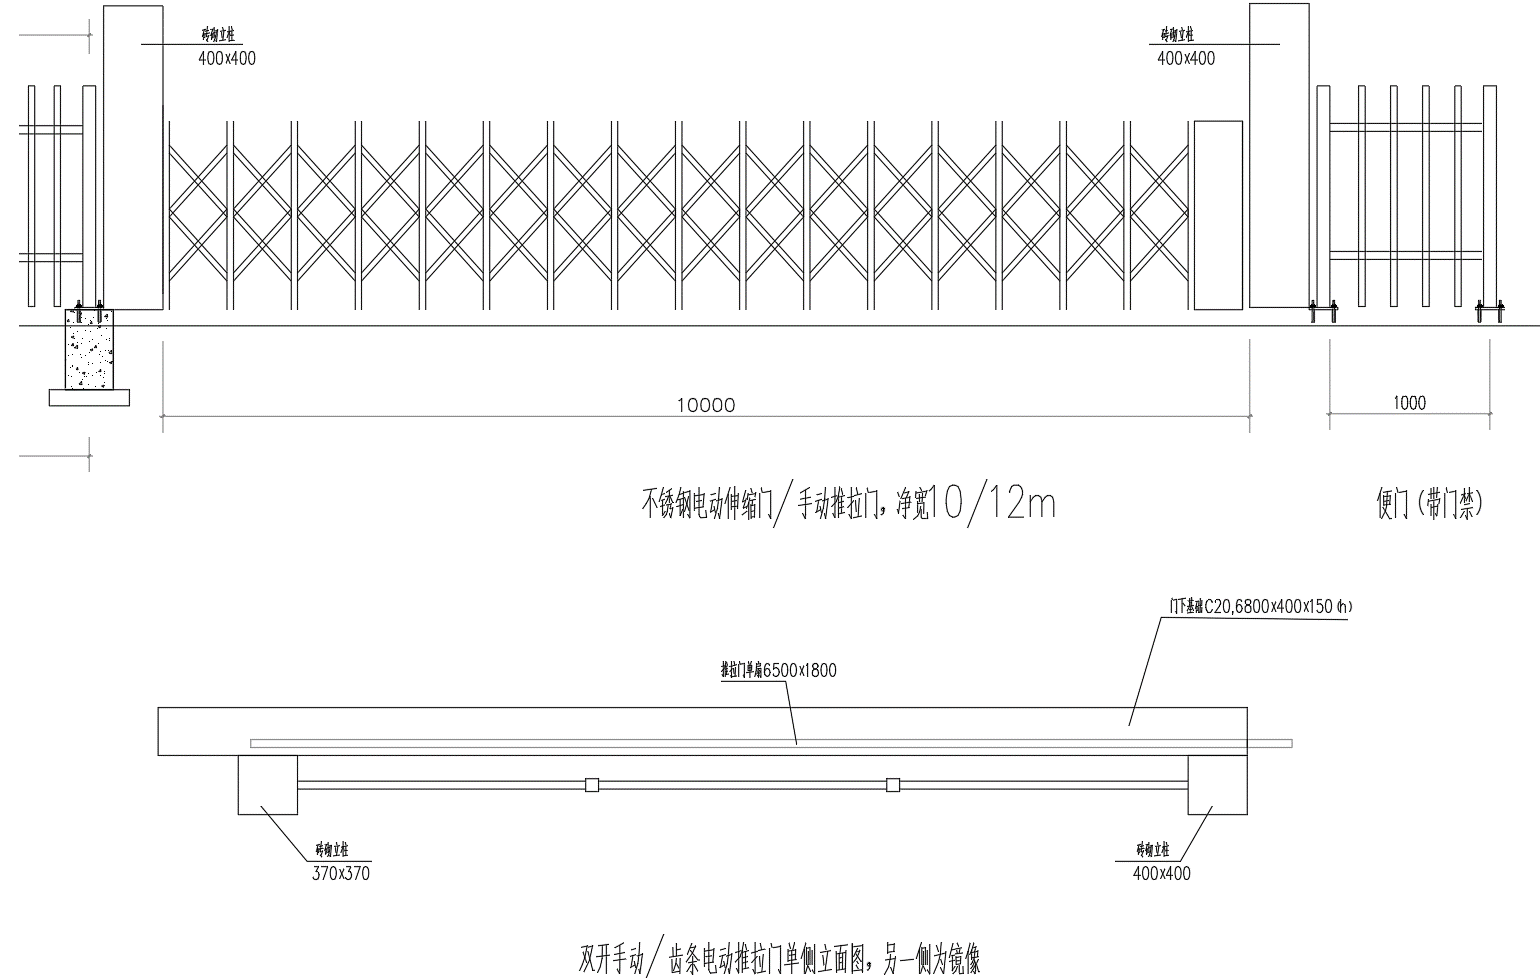 砖砌立柱
400x400
砖砌立柱
400x400
10000
1000
不锈钢电动伸缩门/手动推拉门，净宽10/12m
便门（带门禁）
门下基础C20,6800x400x150(h)
推拉门单扇6500x1800
砖砌立柱
370x370
砖砌立柱
400x400
双开手动/齿条电动推拉门单侧立面图，另一侧为镜像